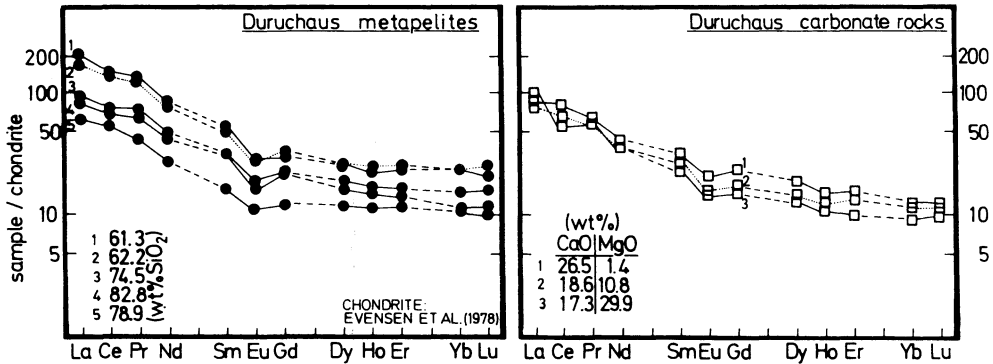 Duruchaus metapelites
sample / chondrite
200
100
50
10
5
1
2
3
4
5
1 61.3
2 62.2
3 74.5
4 82.8
5 78.9
(wt%SiO2)
CHONDRITE:
EVENSEN ET AL.(1978)
La Ce Pr Nd Sm Eu Gd Dy Ho Er Yb Lu
Duruchaus carbonate rocks
1
2
3
(wt%)
CaO MgO
1 26.5 1.4
2 18.6 10.8
3 17.3 29.9
200
100
50
10
5
La Ce Pr Nd Sm Eu Gd Dy Ho Er Yb Lu